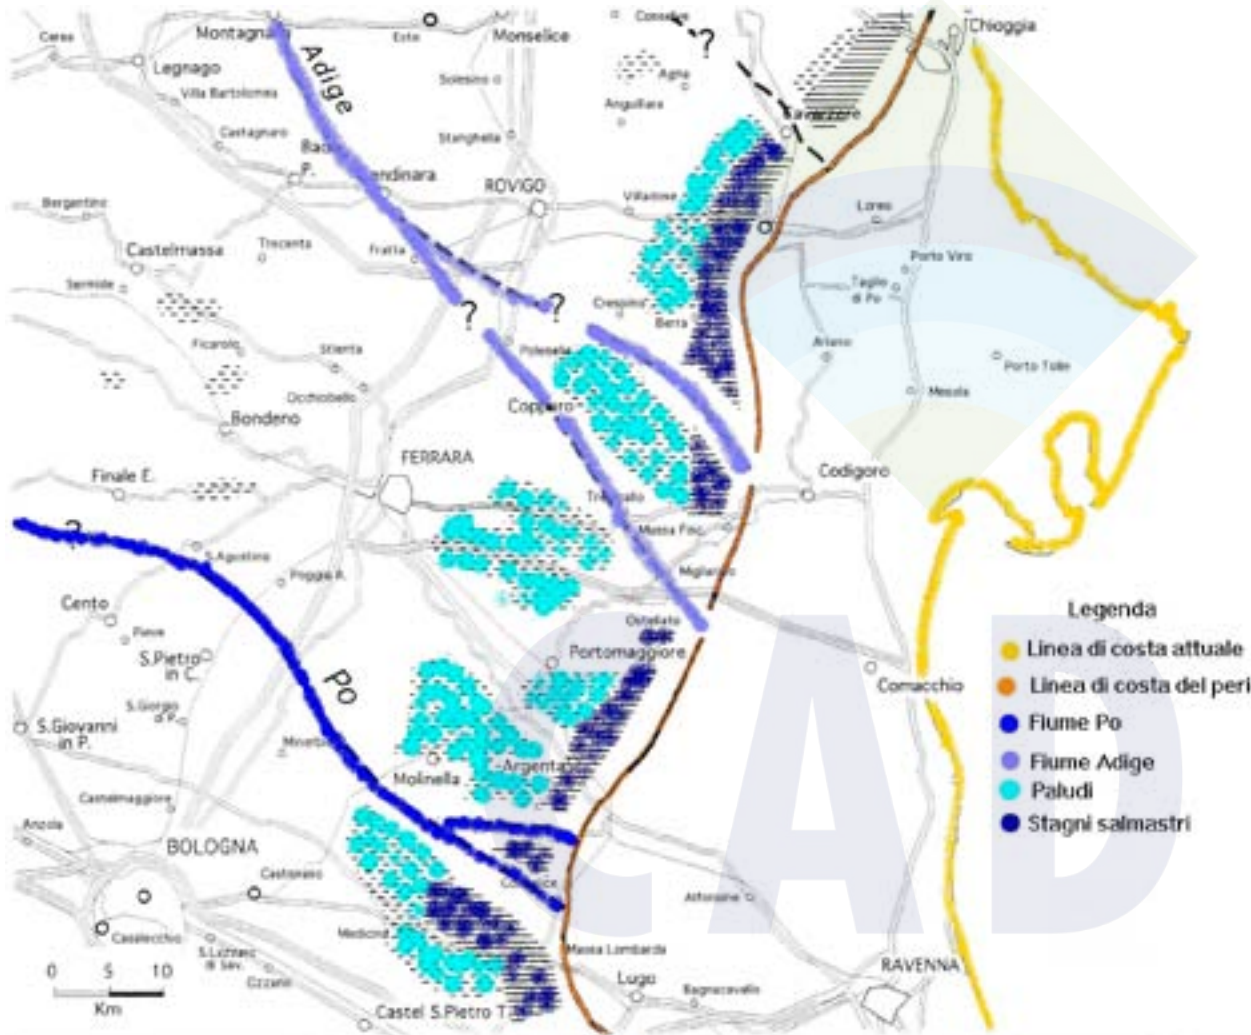 Chioggia
Este
Monselice
Legnago
Adige
?
Cerea
Solesino
Agna
Villa Bartolomea
Anguillara
Castagnaro
Stanghella
P.
ROVIGO
Villadose
Bergantino
Loreo
Trecenta
Fratta
Castelmassa
Porto Viro
Taglio
di Po
Sermide
Crespino
?
?
Berra
Ficarolo
Stienta
Polesella
Ariano
Porto Tolle
Occhiobello
Mesola
Copparo
Bondeno
FERRARA
Codigoro
Finale E.
Massa Fisc.
?
S.Agostino
Poggio R.
Migliarino
Cento
Pieve
Ostellato
Legenda
Portomaggiore
Linea di costa attuale
S.Pietro
in C.
PO
Comacchio
Linea di costa del peri
S.Giorgio
P.
Fiume Po
S.Giovanni
in P.
Fiume Adige
Argenta
Molinella
Paludi
Castelmaggiore
Stagni salmastri
Anzola
BOLOGNA
Castenaso
Alfonsine
Medicina
Casalecchio
Massa Lombarda
S.Lazzaro
di Sav.
RAVENNA
Ozzano
Lugo
0 5 10
Km
Bagnacavallo
Castel S.Pietro T.
CAD